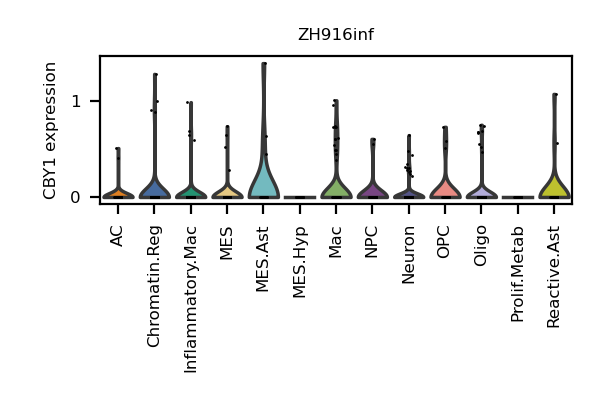 ZH916inf
CBY1 expression
1
0
AC
Chromatin.Reg
Inflammatory.Mac
MES
MES.Ast
MES.Hyp
Mac
NPC
Neuron
OPC
Oligo
Prolif.Metab
Reactive.Ast